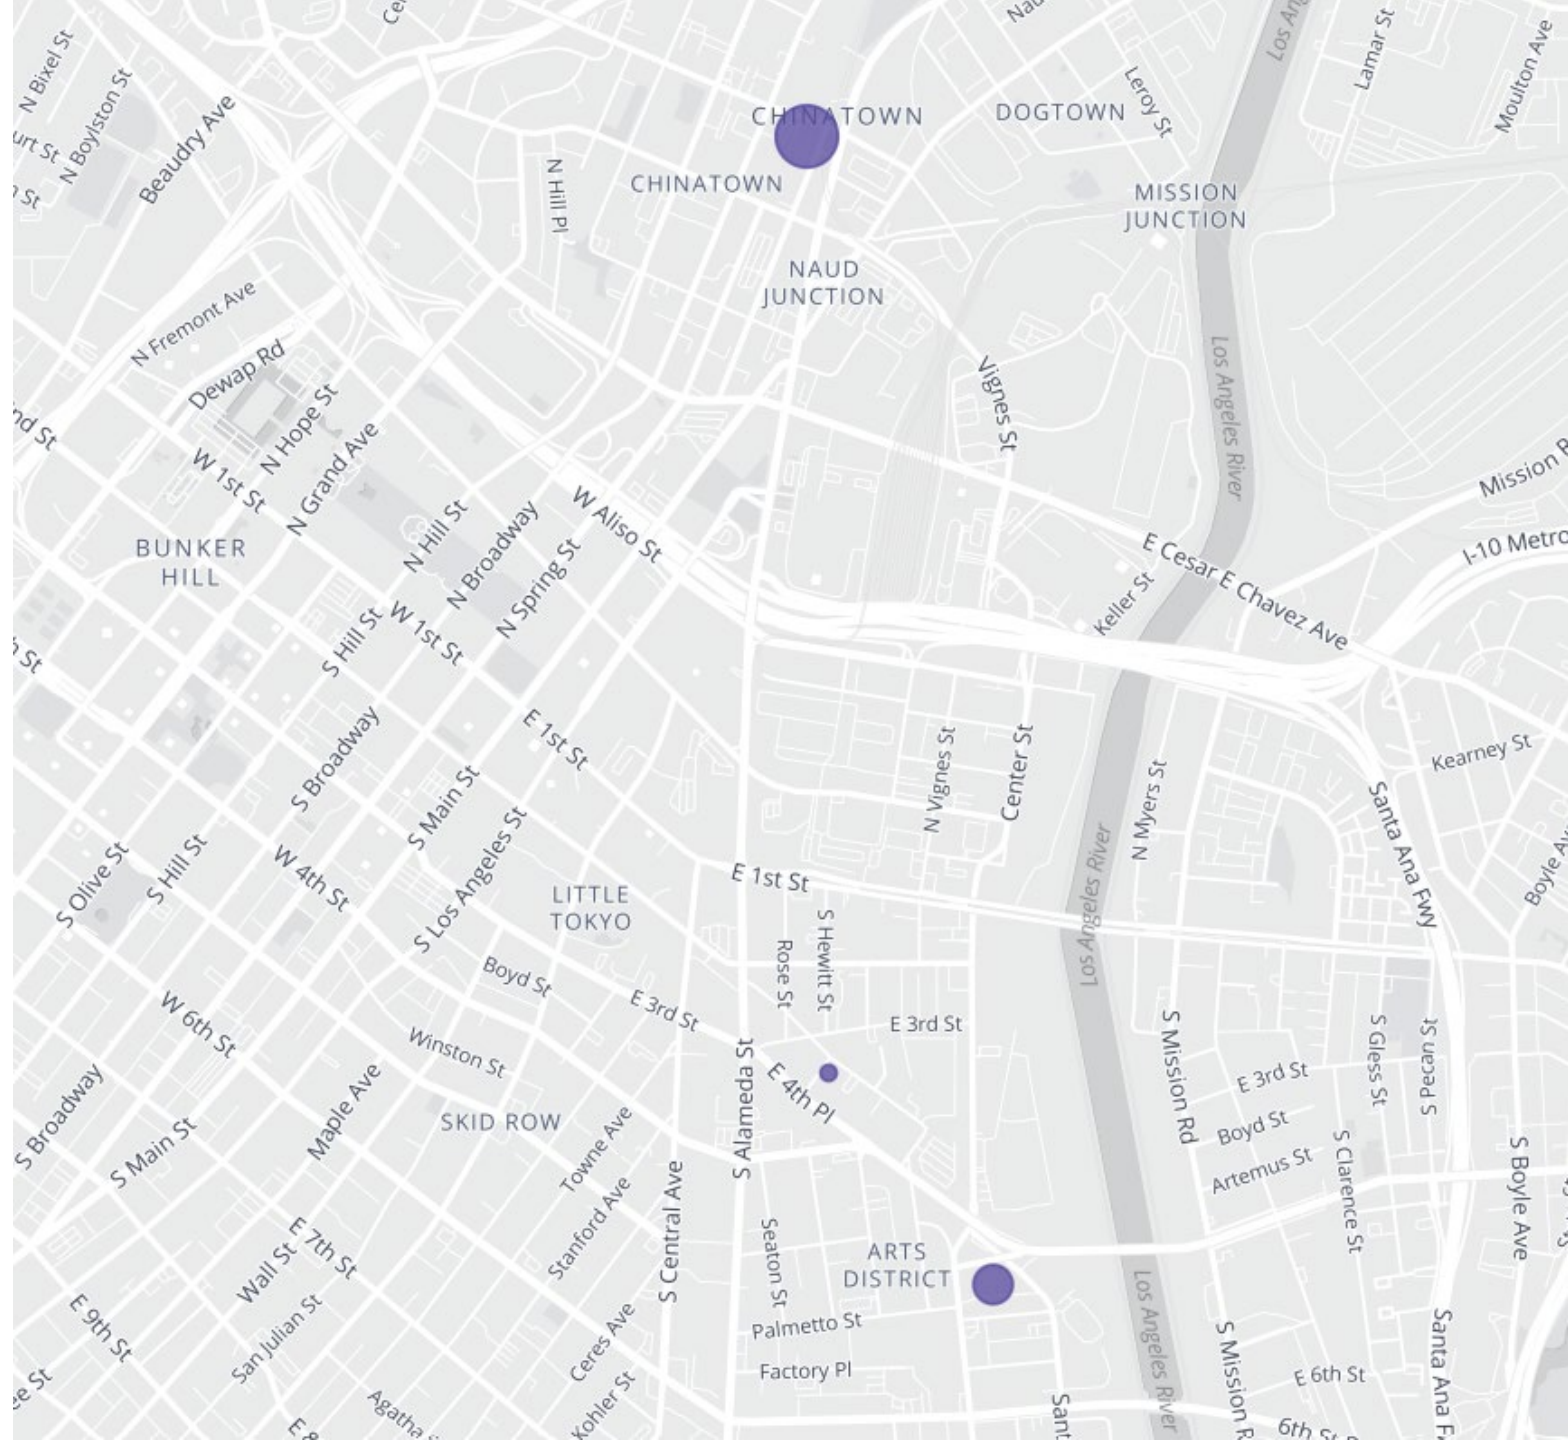 N Bixel St
N Boylston St
Beaudry Ave
N Hill Pl
CHINATOWN
DOGTOWN
Leroy St
Lamar St
Moulton Ave
CHINATOWN
MISSION
JUNCTION
NAUD
JUNCTION
N Fremont Ave
Dewap Rd
N Hope St
N Grand Ave
W 1st St
Vignes St
Los Angeles River
N Hill St
N Broadway
N Spring St
W Aliso St
BUNKER
HILL
E Cesar E Chavez Ave
Keller St
I-10 Metro
S Hill St
W 1st St
S Broadway
S Main St
E 1st St
N Vignes St
Center St
N Myers St
Kearney St
Santa Ana Fwy
S Olive St
S Hill St
W 4th St
S Los Angeles St
LITTLE
TOKYO
E 1st St
Los Angeles River
Boyd St
E 3rd St
Rose St
S Hewitt St
E 3rd St
W 6th St
Winston St
S Alameda St
E 4th Pl
S Mission Rd
E 3rd St
S Gless St
S Pecan St
Boyd St
Artemus St
S Clarence St
S Boyle Ave
S Broadway
S Main St
Maple Ave
SKID ROW
Towne Ave
Stanford Ave
S Central Ave
Seaton St
ARTS
DISTRICT
E 7th St
Wall St
E 9th St
San Julian St
Ceres Ave
Kohler St
Palmetto St
Factory Pl
Los Angeles River
E 6th St